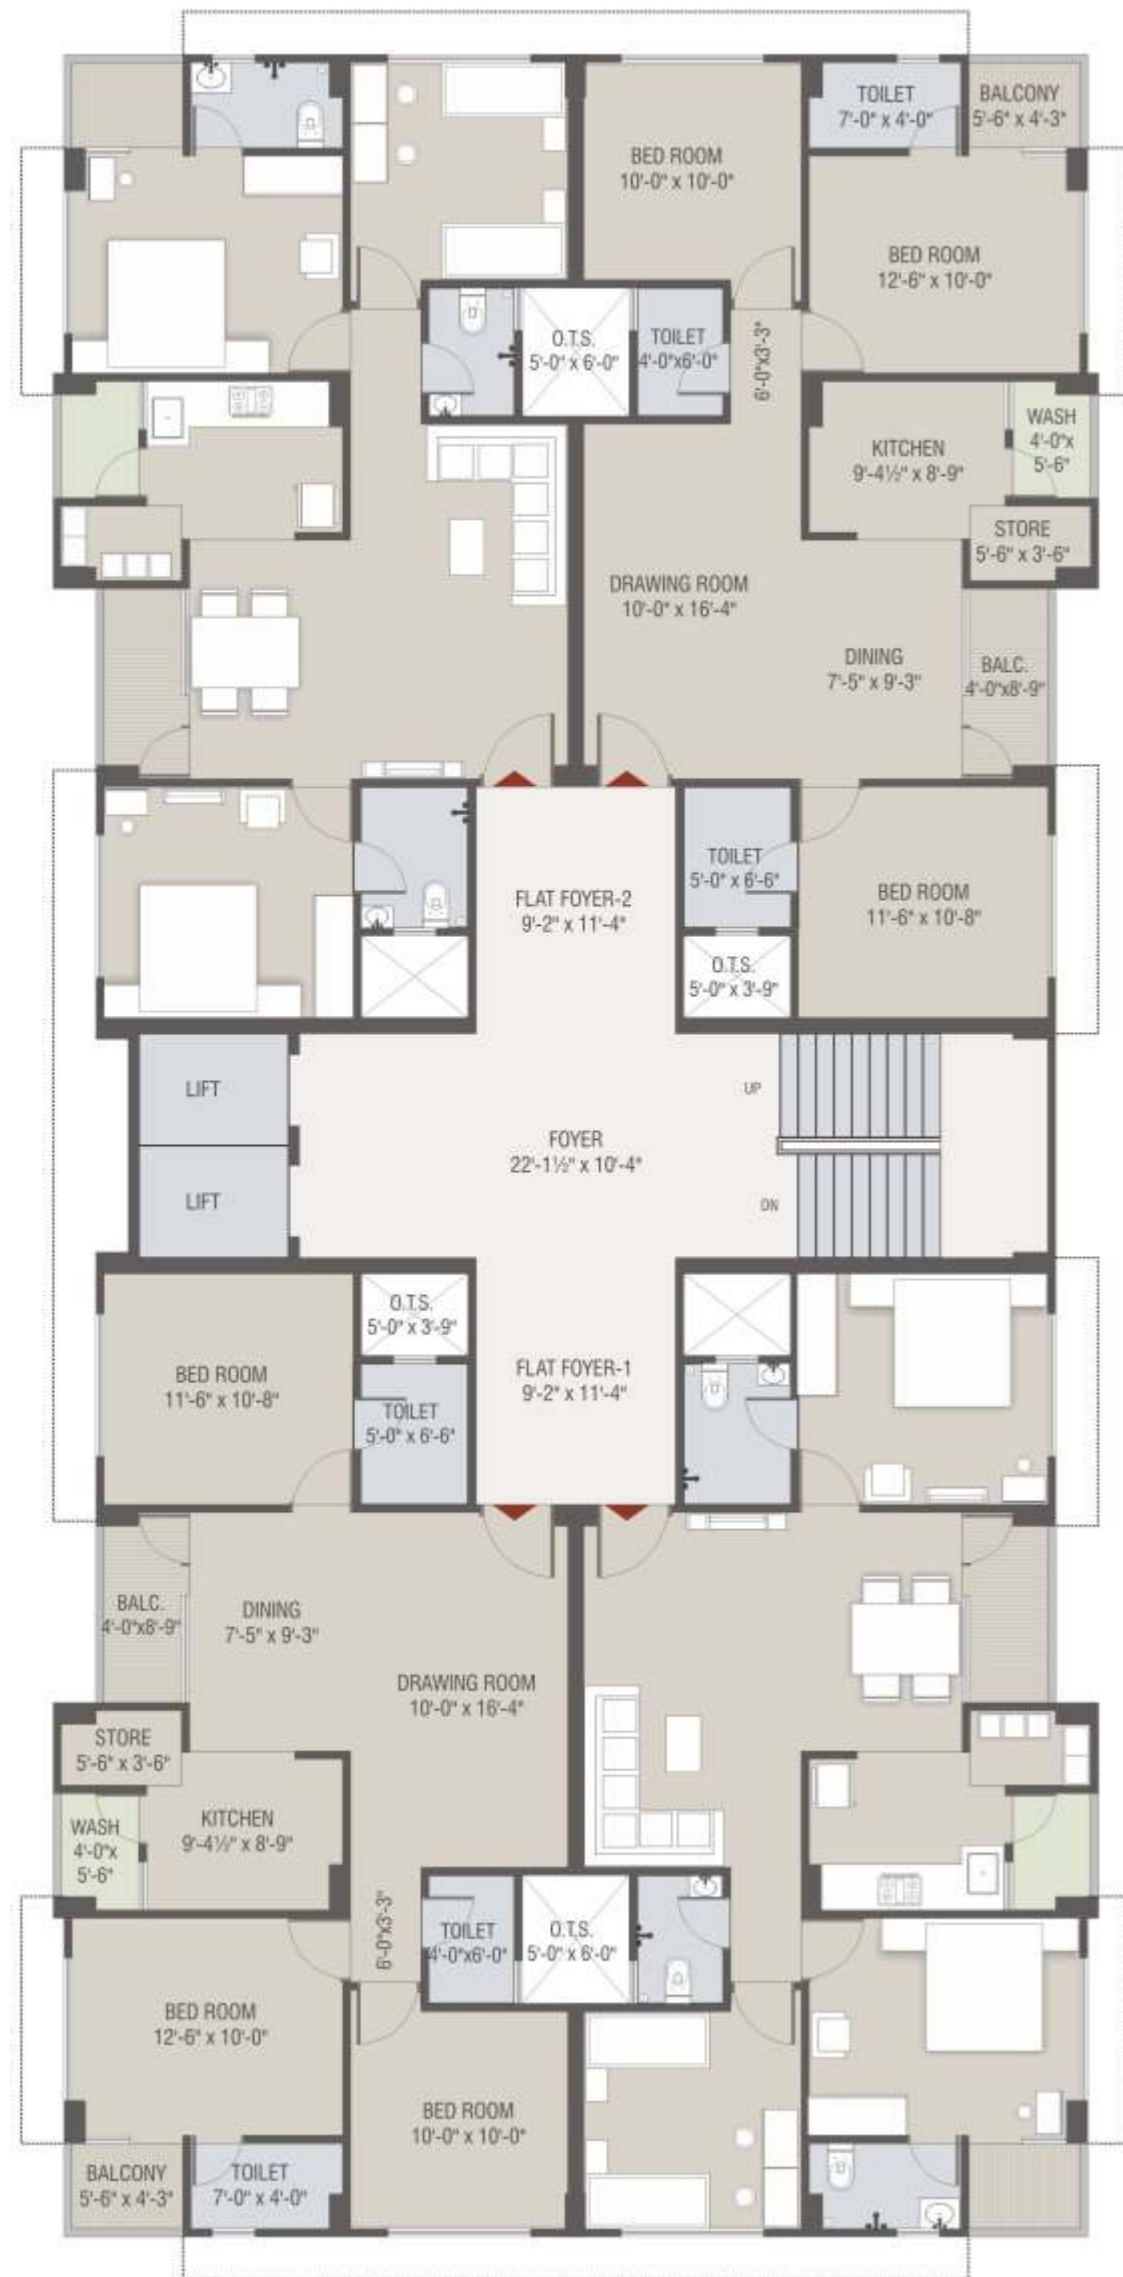 TOILET
7'-0" x 4'-0"
BALCONY
5'-6" x 4'-3"
BED ROOM
10'-0" x 10'-0"
BED ROOM
12'-6" x 10'-0"
O.T.S.
5'-0" x 6'-0"
TOILET
4'-0"x6'-0"
6'-0"x3'-3"
KITCHEN
9'-4½" x 8'-9"
WASH
4'-0"x
5'-6"
STORE
5'-6" x 3'-6"
DRAWING ROOM
10'-0" x 16'-4"
DINING
7'-5" x 9'-3"
BALC.
4'-0"x8'-9"
FLAT FOYER-2
9'-2" x 11'-4"
TOILET
5'-0" x 6'-6"
BED ROOM
11'-6" x 10'-8"
O.T.S.
5'-0" x 3'-9"
LIFT
UP
FOYER
22'-1½" x 10'-4"
LIFT
DN
O.T.S.
5'-0" x 3'-9"
BED ROOM
11'-6" x 10'-8"
FLAT FOYER-1
9'-2" x 11'-4"
TOILET
5'-0" x 6'-6"
BALC.
4'-0"x8'-9"
DINING
7'-5" x 9'-3"
DRAWING ROOM
10'-0" x 16'-4"
STORE
5'-6" x 3'-6"
WASH
4'-0"x
5'-6"
KITCHEN
9'-4½" x 8'-9"
6'-0"x3'-3"
TOILET
4'-0"x6'-0"
O.T.S.
5'-0" x 6'-0"
BED ROOM
12'-6" x 10'-0"
BED ROOM
10'-0" x 10'-0"
BALCONY
5'-6" x 4'-3"
TOILET
7'-0" x 4'-0"